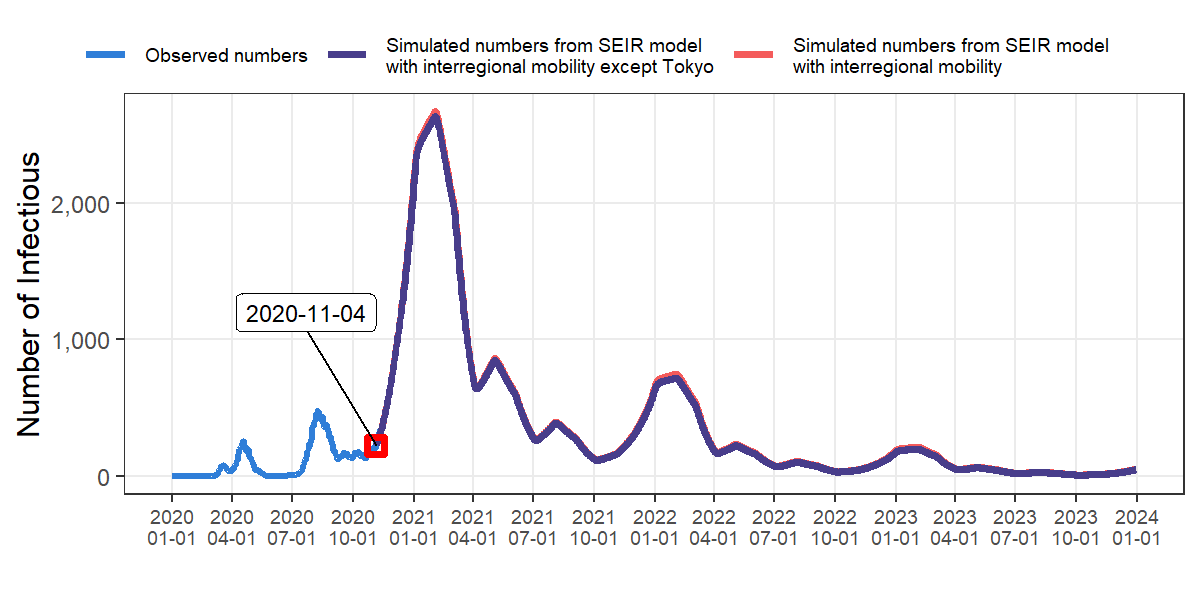 Observed numbers
Simulated numbers from SEIR model
with interregional mobility except Tokyo
Simulated numbers from SEIR model
with interregional mobility
Number of Infectious
2,000
1,000
0
2020-11-04
2020 2020 2020 2020 2021 2021 2021 2021 2022 2022 2022 2022 2023 2023 2023 2023 2024
01-01 04-01 07-01 10-01 01-01 04-01 07-01 10-01 01-01 04-01 07-01 10-01 01-01 04-01 07-01 10-01 01-01